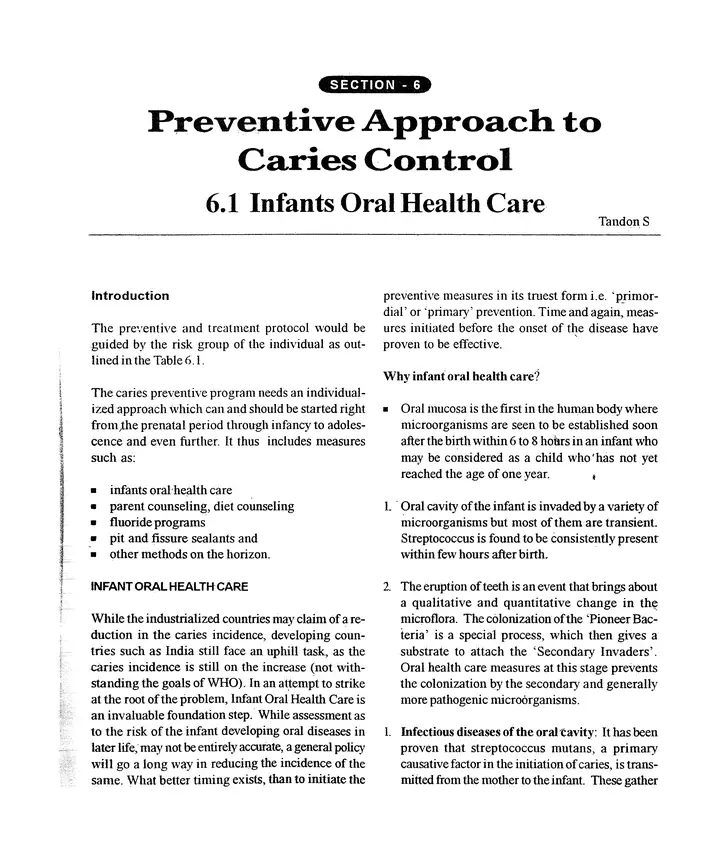 SECTION - 6
Preventive Approach to
Caries Control
6.1 Infants Oral Health Care
Tandon S
Introduction
The preventive and treatment protocol would be
guided by the risk group of the individual as out-
lined in the Table 6.1.
The caries preventive program needs an individual-
ized approach which can and should be started right
from the prenatal period through infancy to adoles-
cence and even further. It thus includes measures
such as:
▪ infants oral health care
▪ parent counseling, diet counseling
▪ fluoride programs
▪ pit and fissure sealants and
▪ other methods on the horizon.
INFANT ORAL HEALTH CARE
While the industrialized countries may claim of a re-
duction in the caries incidence, developing coun-
tries such as India still face an uphill task, as the
caries incidence is still on the increase (not with-
standing the goals of WHO). In an attempt to strike
at the root of the problem, Infant Oral Health Care is
an invaluable foundation step. While assessment as
to the risk of the infant developing oral diseases in
later life, may not be entirely accurate, a general policy
will go a long way in reducing the incidence of the
same. What better timing exists, than to initiate the
preventive measures in its truest form i.e. 'primor-
dial' or 'primary' prevention. Time and again, meas-
ures initiated before the onset of the disease have
proven to be effective.
Why infant oral health care?
▪ Oral mucosa is the first in the human body where
microorganisms are seen to be established soon
after the birth within 6 to 8 hours in an infant who
may be considered as a child who has not yet
reached the age of one year.
1. Oral cavity of the infant is invaded by a variety of
microorganisms but most of them are transient.
Streptococcus is found to be consistently present
within few hours after birth.
2. The eruption of teeth is an event that brings about
a qualitative and quantitative change in the
microflora. The colonization of the 'Pioneer Bac-
teria' is a special process, which then gives a
substrate to attach the 'Secondary Invaders'.
Oral health care measures at this stage prevents
the colonization by the secondary and generally
more pathogenic microorganisms.
1. Infectious diseases of the oral cavity: It has been
proven that streptococcus mutans, a primary
causative factor in the initiation of caries, is trans-
mitted from the mother to the infant. These gather